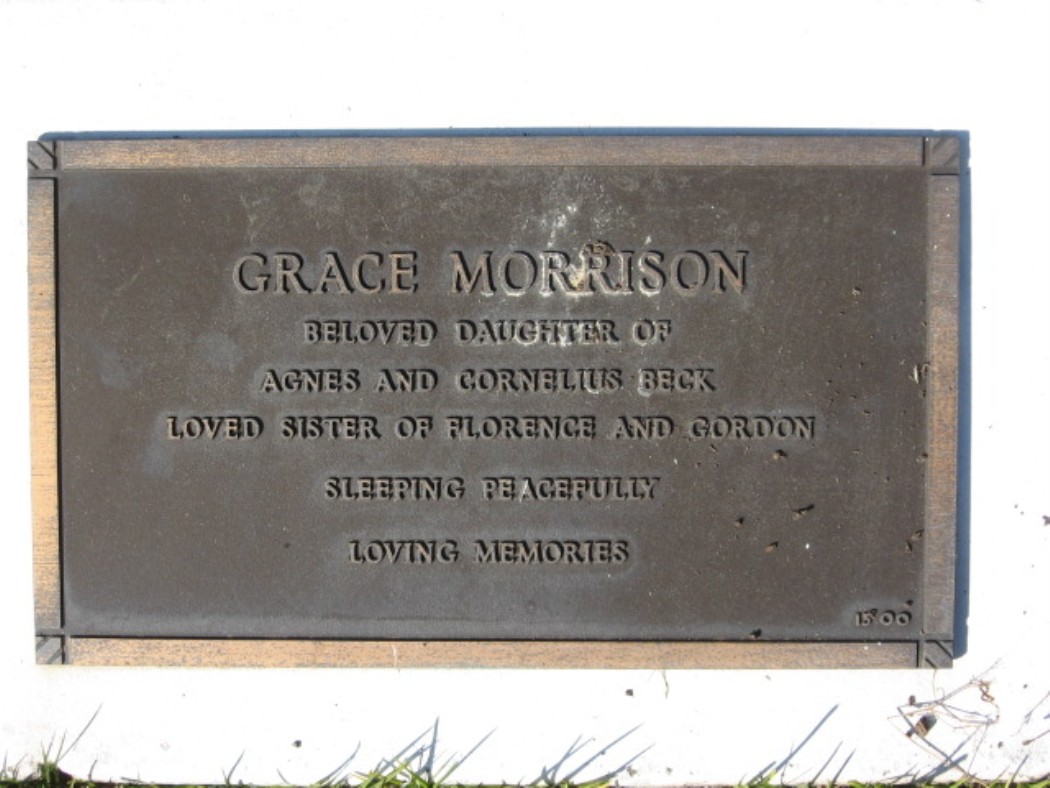 GRACE MORRISON
BELOVED DAUGHTER OF
AGNES AND CORNELIUS BECK
LOVED SISTER OF FLORENCE AND GORDON
SLEEPING PEACEFULLY
LOVING MEMORIES